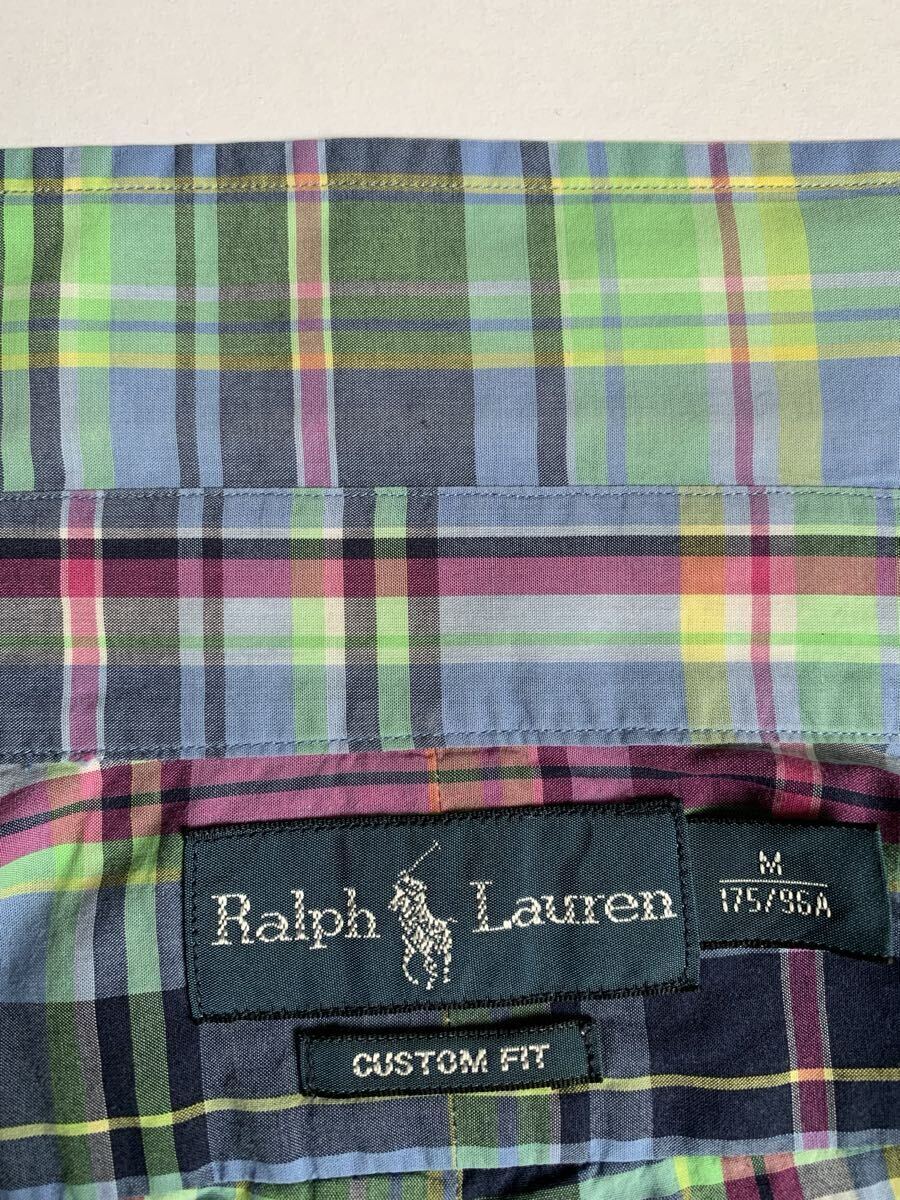 Ralph Lauren
M
175/96A
CUSTOM FIT